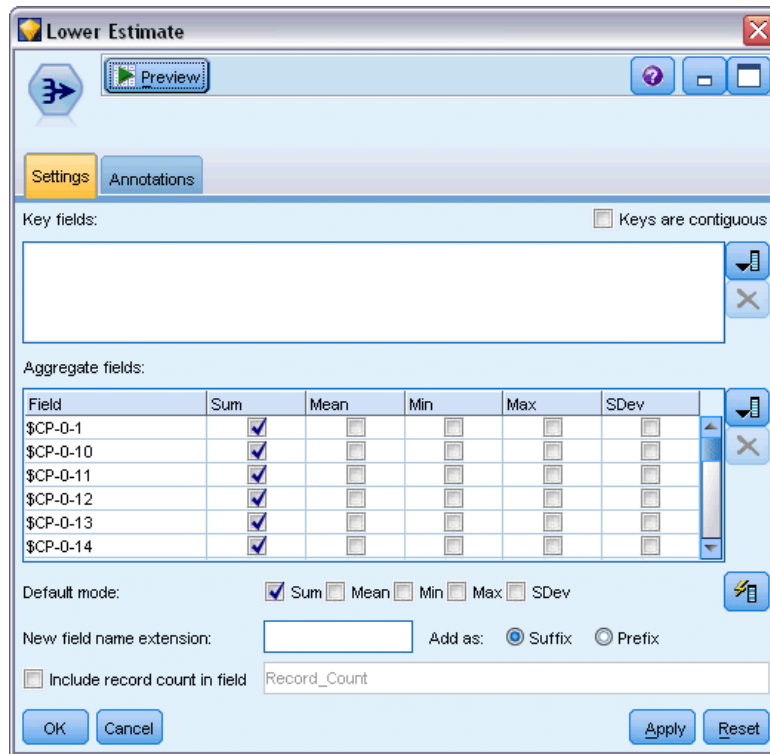 Lower Estimate
Preview
Settings Annotations
Key fields: Keys are contiguous
Aggregate fields:
Field Sum Mean Min Max SDev
$CP-0-1
$CP-0-10
$CP-0-11
$CP-0-12
$CP-0-13
$CP-0-14
Default mode: Sum Mean Min Max SDev
New field name extension: Add as: Suffix Prefix
Include record count in field Record_Count
OK Cancel Apply Reset